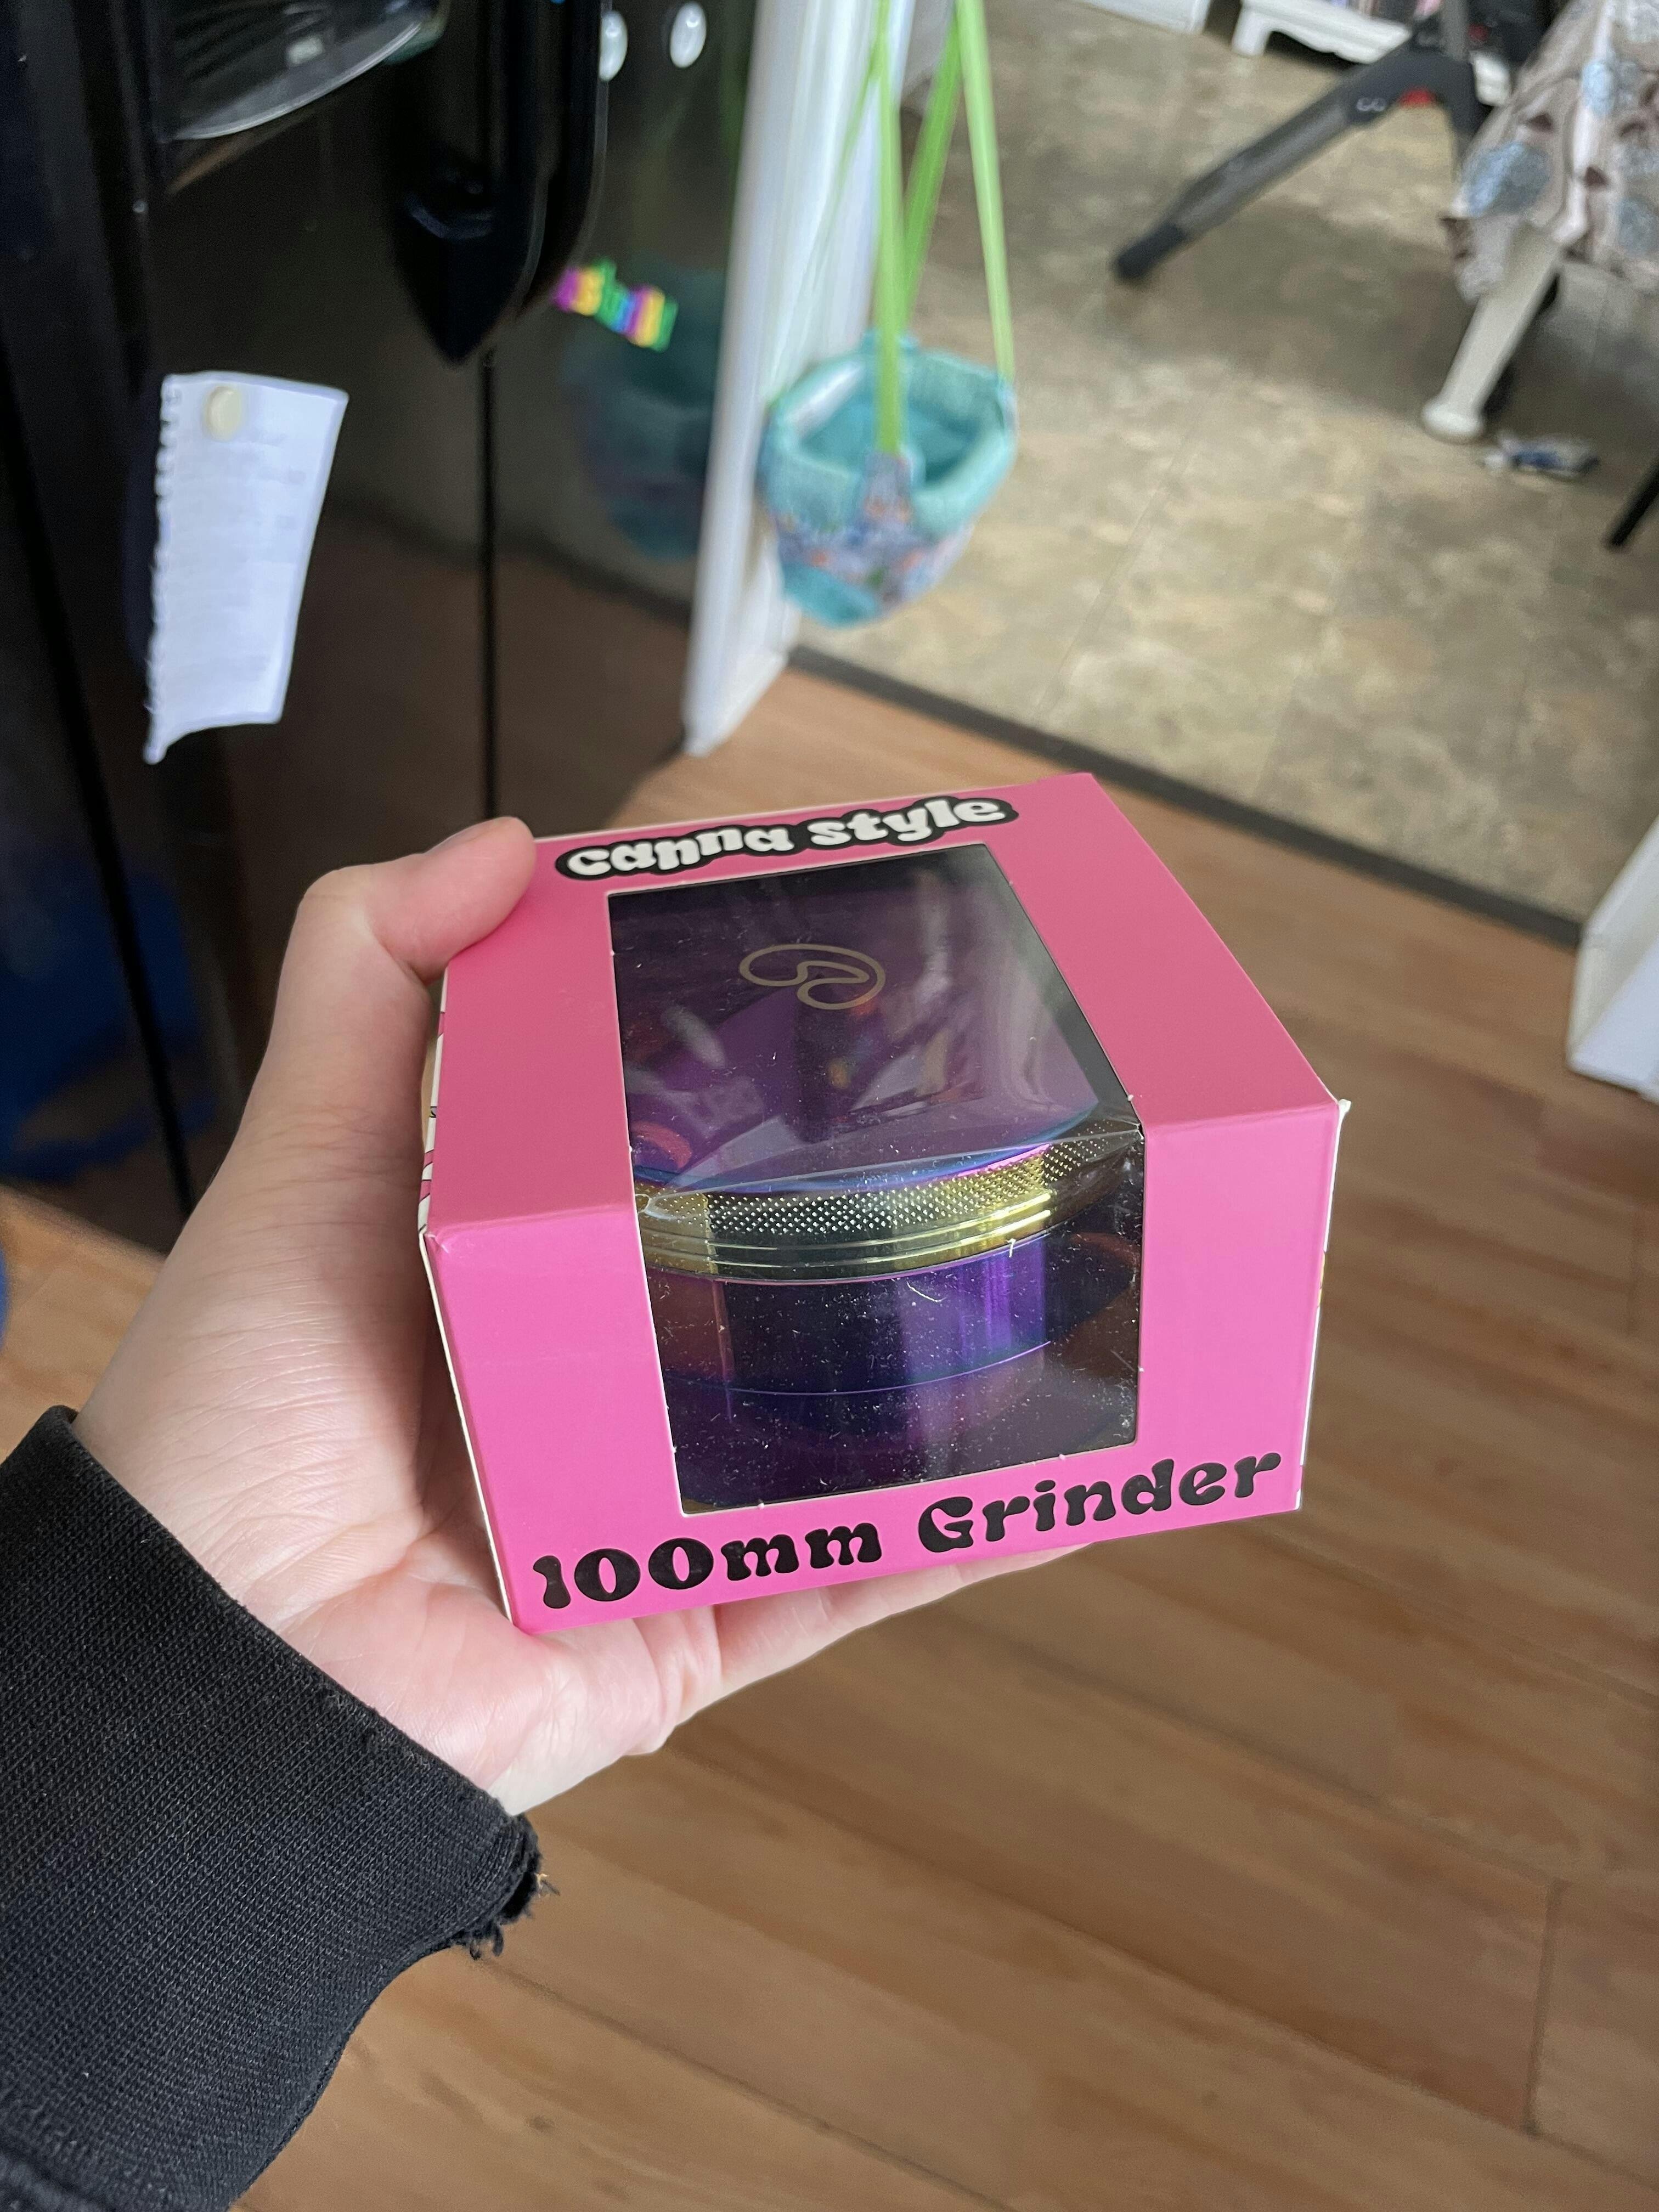 canna style
100mm Grinder